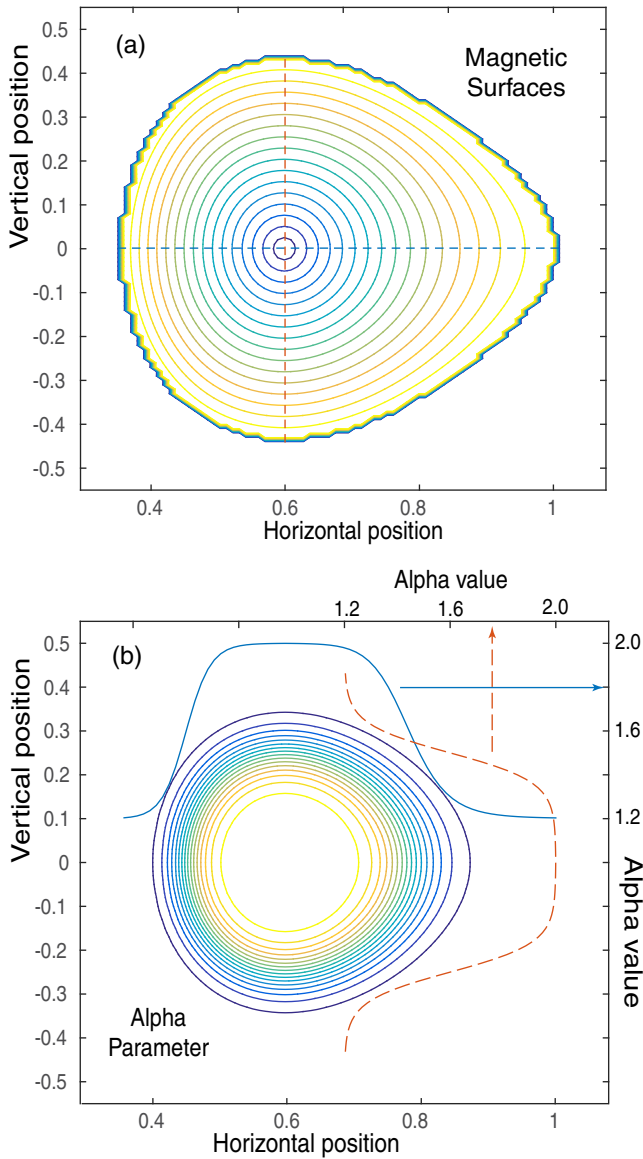 (a)
Magnetic
Surfaces
Vertical position
0.5
0.4
0.3
0.2
0.1
0
-0.1
-0.2
-0.3
-0.4
-0.5
0.4 0.6 0.8 1
Horizontal position
Alpha value
1.2 1.6 2.0
(b)
Vertical position
0.5
0.4
0.3
0.2
0.1
0
-0.1
-0.2
-0.3
-0.4
-0.5
2.0
1.6
1.2
Alpha value
Alpha
Parameter
0.4 0.6 0.8 1
Horizontal position